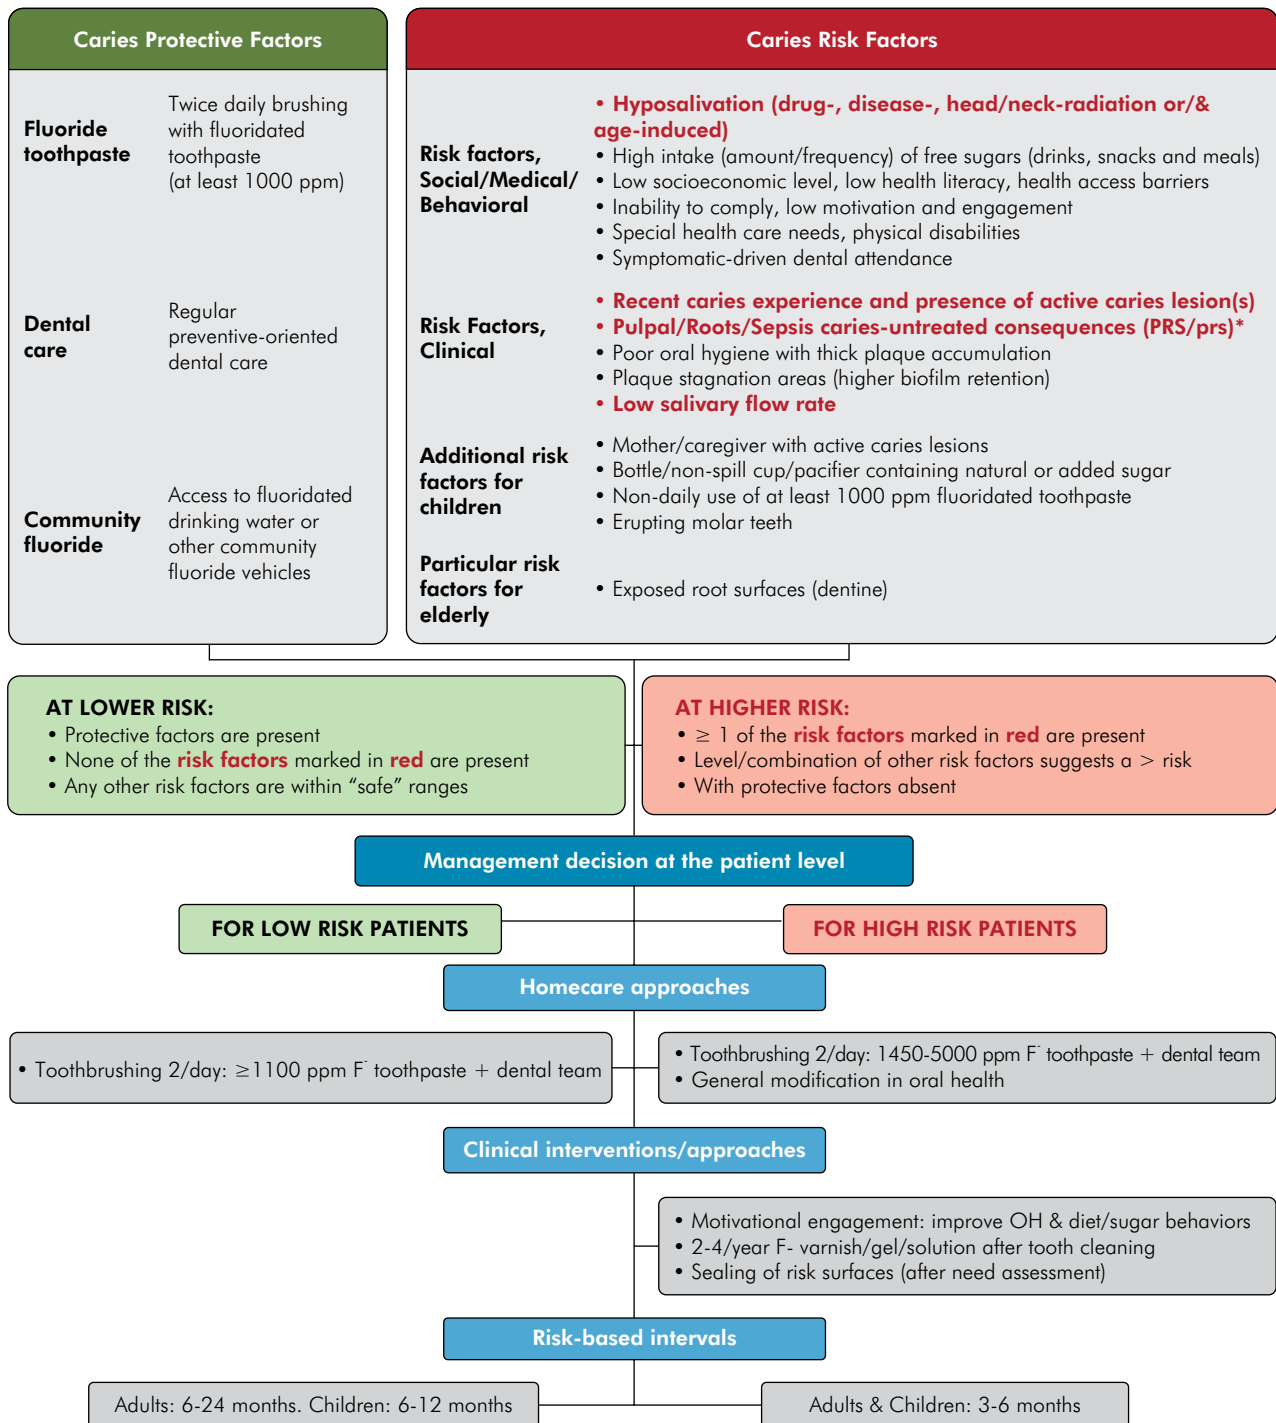 Caries Protective Factors
Fluoride
toothpaste
Twice daily brushing
with fluoridated
toothpaste
(at least 1000 ppm)
Dental
care
Regular
preventive-oriented
dental care
Community
fluoride
Access to fluoridated
drinking water or
other community
fluoride vehicles
Caries Risk Factors
Risk factors,
Social/Medical/
Behavioral
• Hyposalivation (drug-, disease-, head/neck-radiation or/&
age-induced)
• High intake (amount/frequency) of free sugars (drinks, snacks and meals)
• Low socioeconomic level, low health literacy, health access barriers
• Inability to comply, low motivation and engagement
• Special health care needs, physical disabilities
• Symptomatic-driven dental attendance
Risk Factors,
Clinical
• Recent caries experience and presence of active caries lesion(s)
• Pulpal/Roots/Sepsis caries-untreated consequences (PRS/prs)*
• Poor oral hygiene with thick plaque accumulation
• Plaque stagnation areas (higher biofilm retention)
• Low salivary flow rate
Additional risk
factors for
children
• Mother/caregiver with active caries lesions
• Bottle/non-spill cup/pacifier containing natural or added sugar
• Non-daily use of at least 1000 ppm fluoridated toothpaste
• Erupting molar teeth
Particular risk
factors for
elderly
• Exposed root surfaces (dentine)
AT LOWER RISK:
• Protective factors are present
• None of the risk factors marked in red are present
• Any other risk factors are within “safe” ranges
AT HIGHER RISK:
• ≥ 1 of the risk factors marked in red are present
• Level/combination of other risk factors suggests a > risk
• With protective factors absent
Management decision at the patient level
FOR LOW RISK PATIENTS
FOR HIGH RISK PATIENTS
Homecare approaches
• Toothbrushing 2/day: ≥1100 ppm F⁻ toothpaste + dental team
• Toothbrushing 2/day: 1450-5000 ppm F⁻ toothpaste + dental team
• General modification in oral health
Clinical interventions/approaches
• Motivational engagement: improve OH & diet/sugar behaviors
• 2-4/year F- varnish/gel/solution after tooth cleaning
• Sealing of risk surfaces (after need assessment)
Risk-based intervals
Adults: 6-24 months. Children: 6-12 months
Adults & Children: 3-6 months